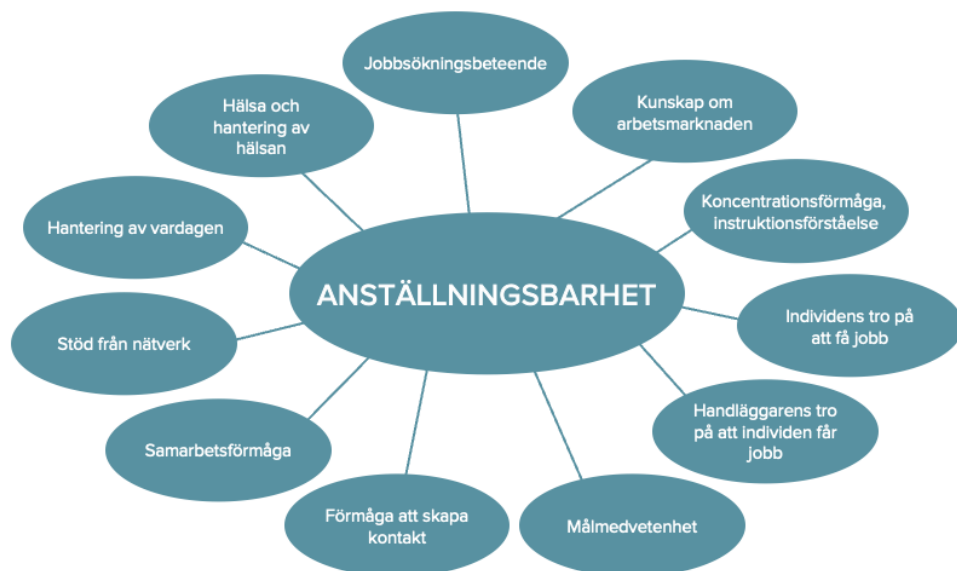 Jobbsökningsbeteende
Kunskap om
arbetsmarknaden
Koncentrationsförmåga,
instruktionsförståelse
Individens tro på
att få jobb
Handläggarens tro
på att individen får
jobb
Målmedvetenhet
Förmåga att skapa
kontakt
Samarbetsförmåga
Stöd från nätverk
Hantering av vardagen
Hälsa och
hantering av
hälsan
ANSTÄLLNINGSBARHET